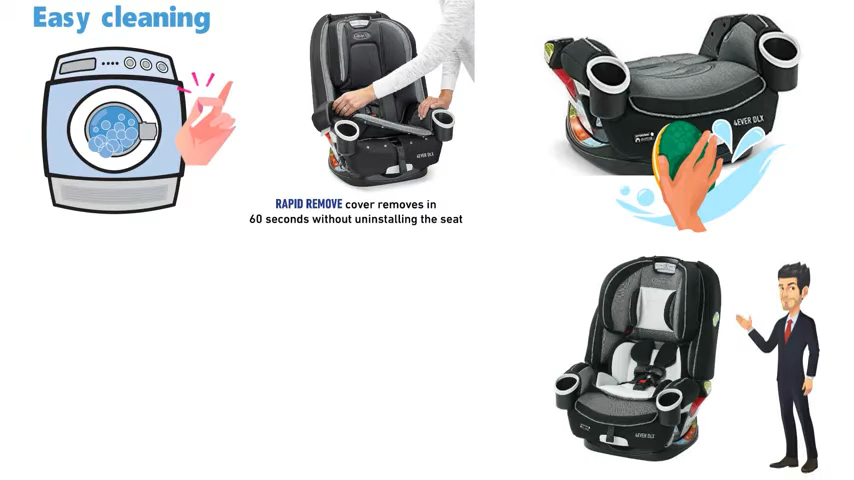 Easy cleaning
4EVER DLX
4EVER DLX
RAPID REMOVE cover removes in
60 seconds without uninstalling the seat
4EVER DLX